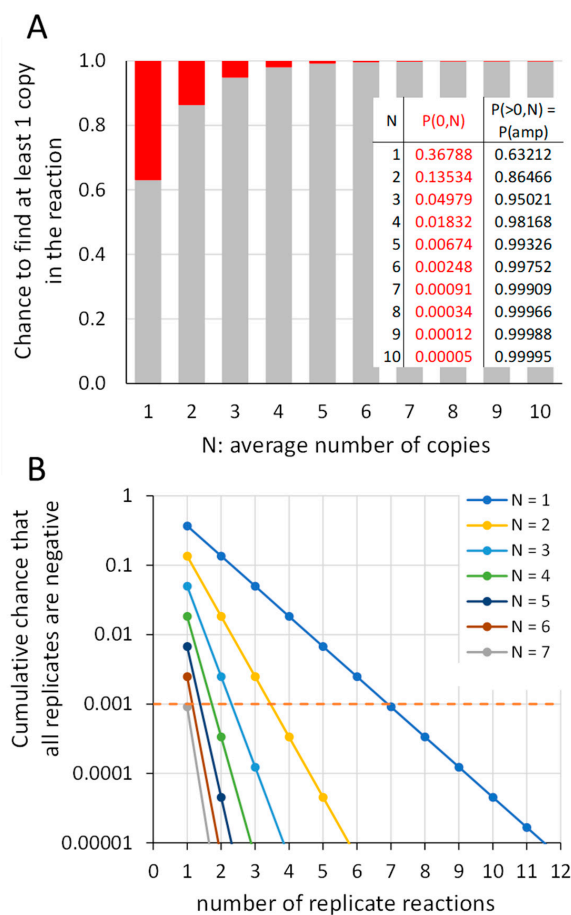 A
Chance to find at least 1 copy
in the reaction
1.0
0.8
0.6
0.4
0.2
0.0
N P(0,N) P(>0,N) =
P(amp)
1 0.36788 0.63212
2 0.13534 0.86466
3 0.04979 0.95021
4 0.01832 0.98168
5 0.00674 0.99326
6 0.00248 0.99752
7 0.00091 0.99909
8 0.00034 0.99966
9 0.00012 0.99988
10 0.00005 0.99995
1 2 3 4 5 6 7 8 9 10
N: average number of copies
B
Cumulative chance that
all replicates are negative
1
0.1
0.01
0.001
0.0001
0.00001
N = 1
N = 2
N = 3
N = 4
N = 5
N = 6
N = 7
0 1 2 3 4 5 6 7 8 9 10 11 12
number of replicate reactions